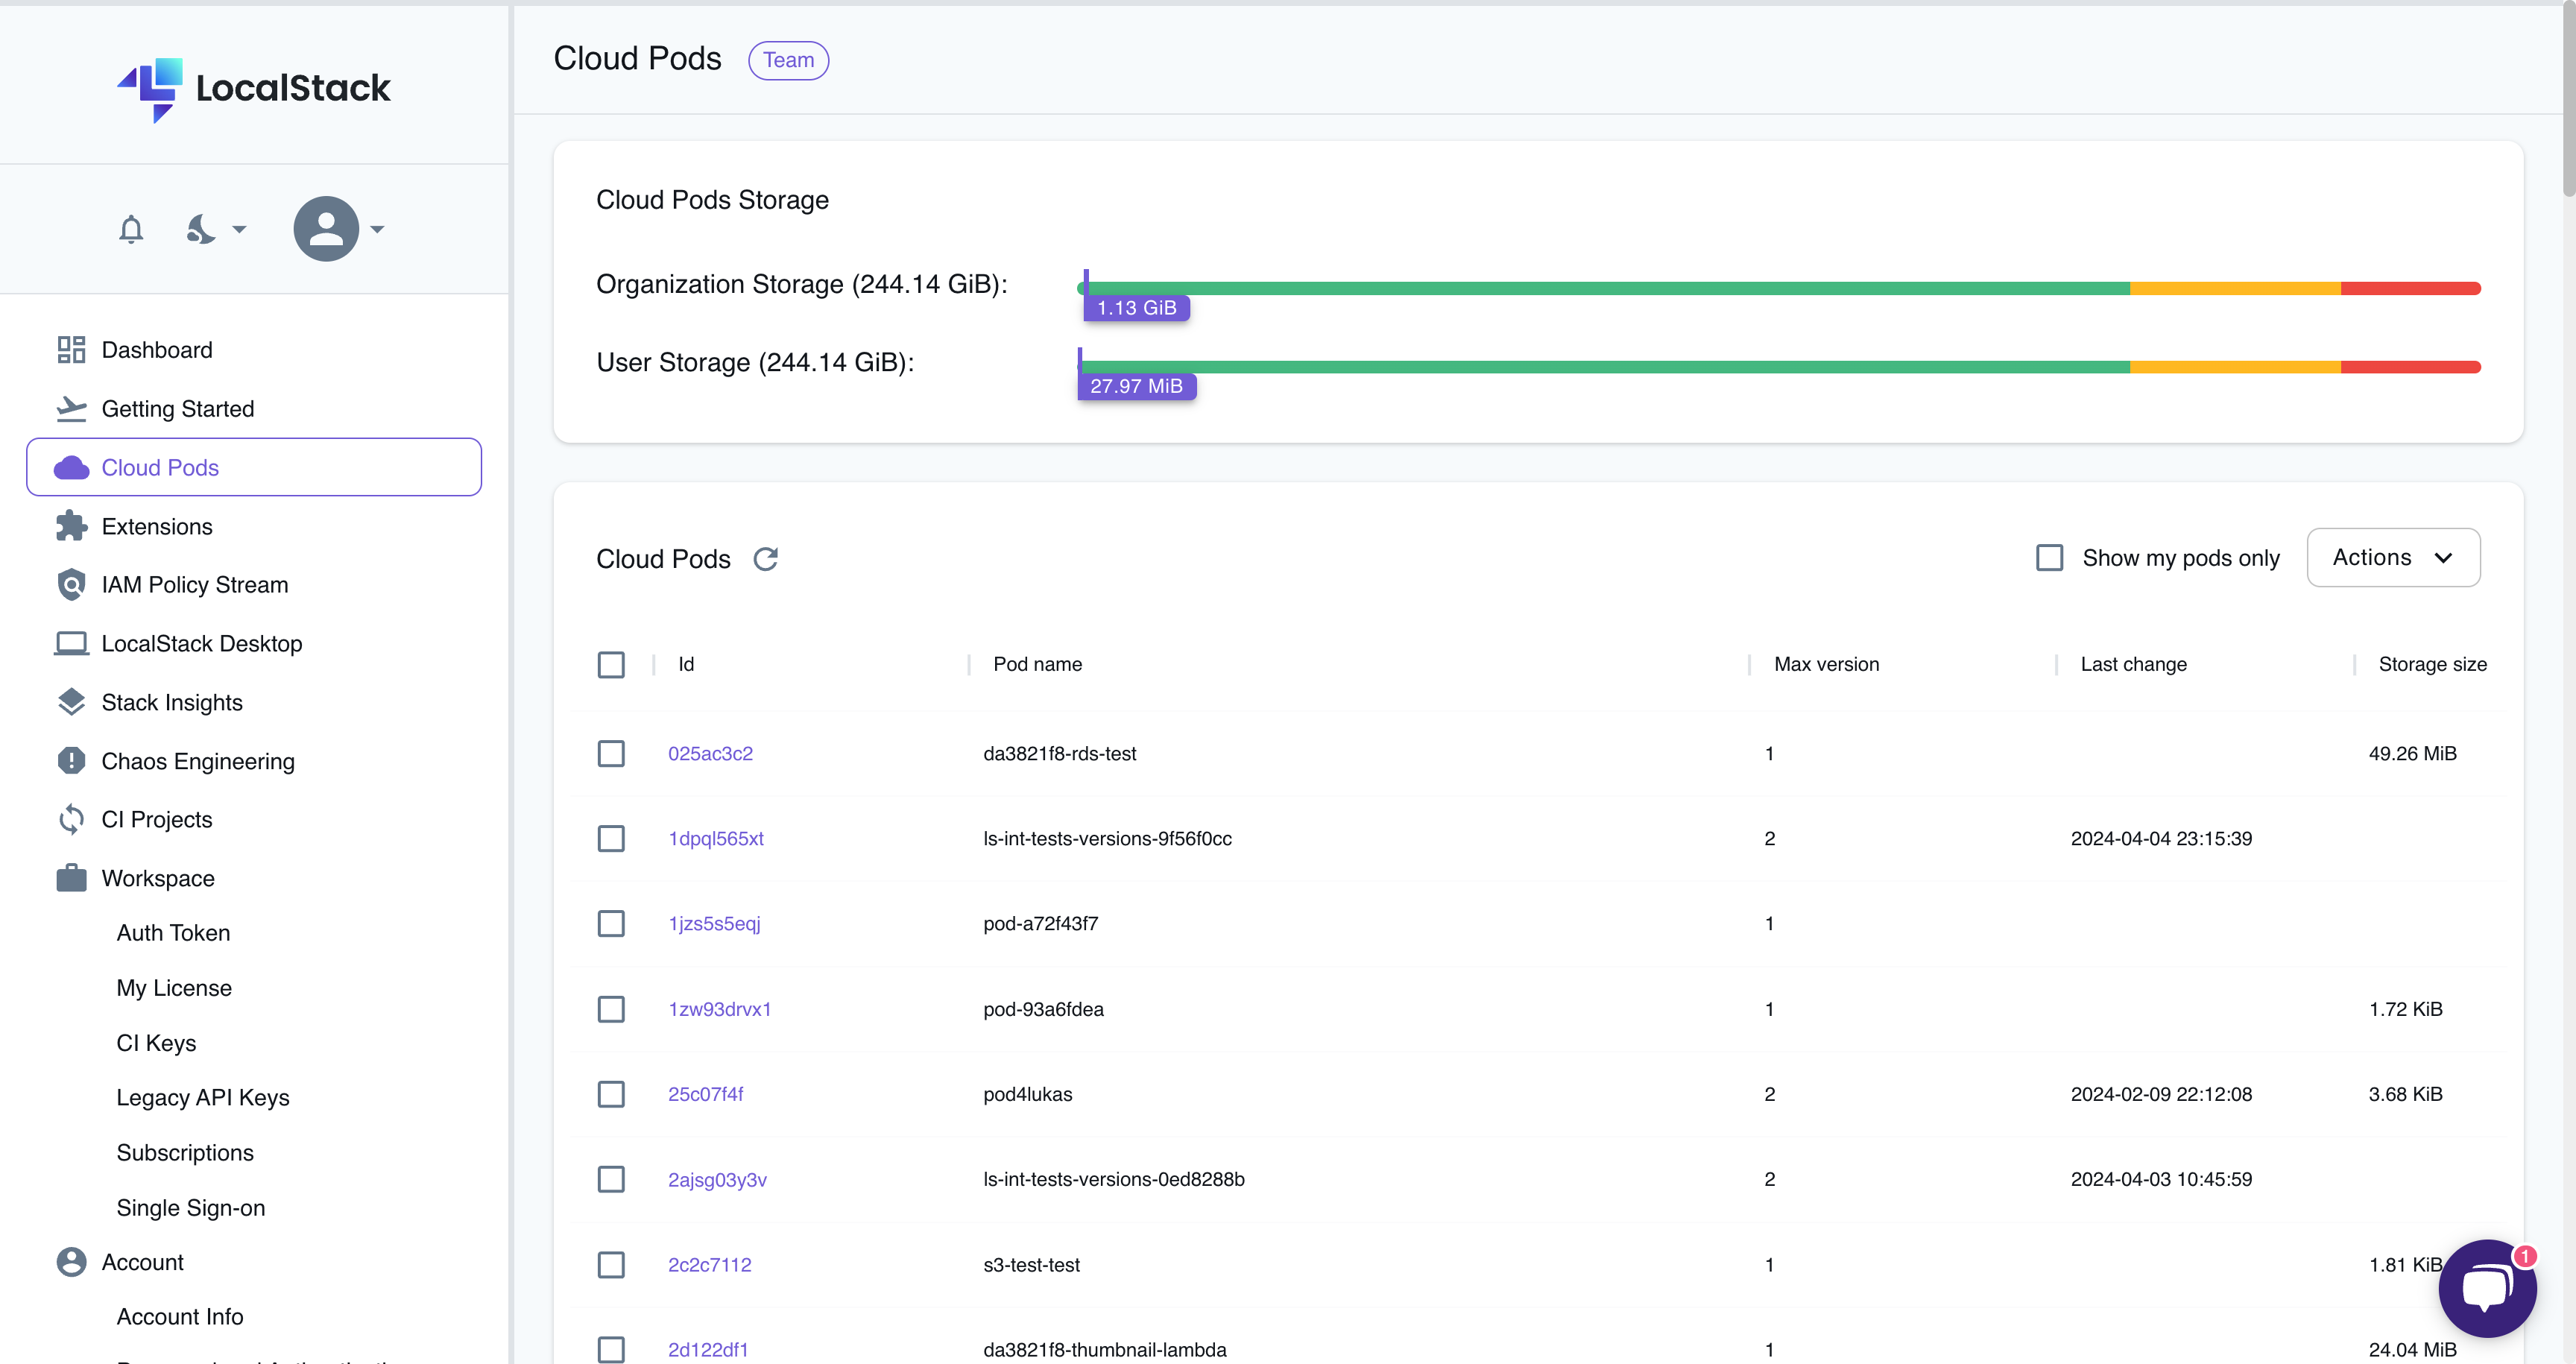 LocalStack
Dashboard
Getting Started
Cloud Pods
Extensions
IAM Policy Stream
LocalStack Desktop
Stack Insights
Chaos Engineering
CI Projects
Workspace
Auth Token
My License
CI Keys
Legacy API Keys
Subscriptions
Single Sign-on
Account
Account Info
Cloud Pods Team
Cloud Pods Storage
Organization Storage (244.14 GiB):
1.13 GiB
User Storage (244.14 GiB):
27.97 MiB
Cloud Pods Show my pods only Actions
Id Pod name Max version Last change Storage size
025ac3c2 da3821f8-rds-test 1 49.26 MiB
1dpql565xt ls-int-tests-versions-9f56f0cc 2 2024-04-04 23:15:39
1jzs5s5eqj pod-a72f43f7 1
1zw93drvx1 pod-93a6fdea 1 1.72 KiB
25c07f4f pod4lukas 2 2024-02-09 22:12:08 3.68 KiB
2ajsg03y3v ls-int-tests-versions-0ed8288b 2 2024-04-03 10:45:59
2c2c7112 s3-test-test 1 1.81 KiB
1
2d122df1 da3821f8-thumbnail-lambda 1 24.04 MiB